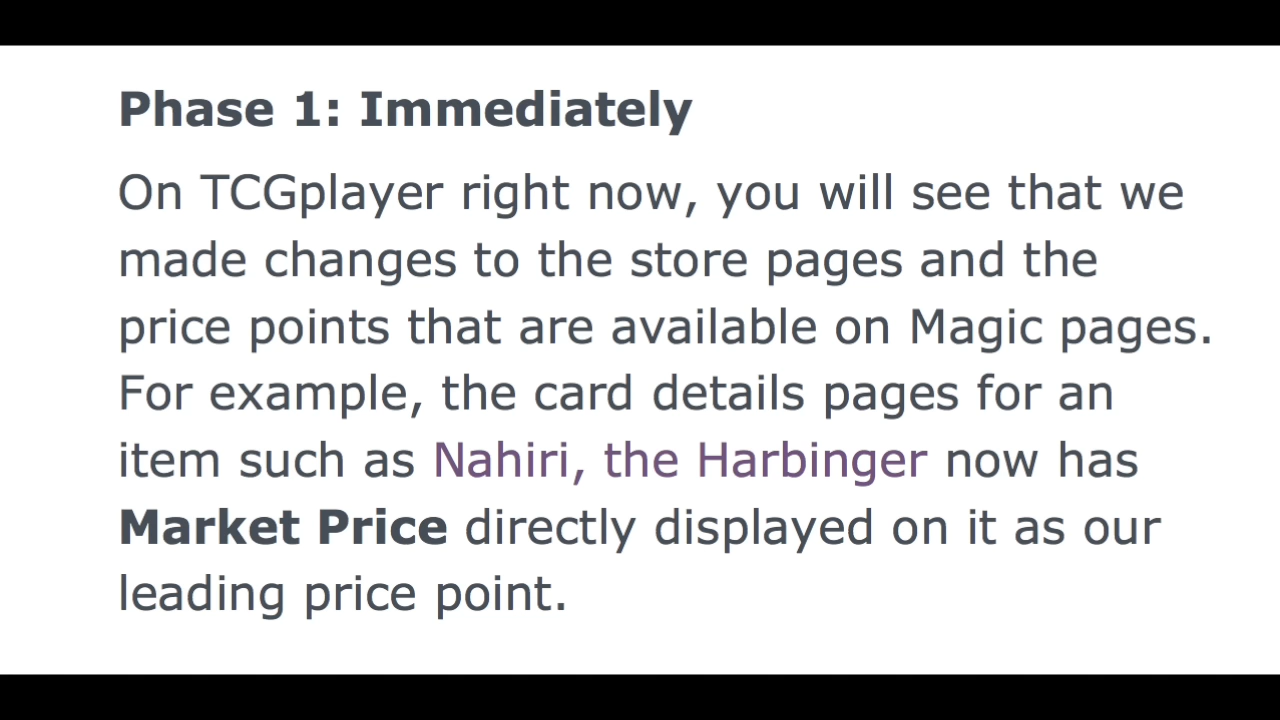 Phase 1: Immediately
On TCGplayer right now, you will see that we
made changes to the store pages and the
price points that are available on Magic pages.
For example, the card details pages for an
item such as Nahiri, the Harbinger now has
Market Price directly displayed on it as our
leading price point.